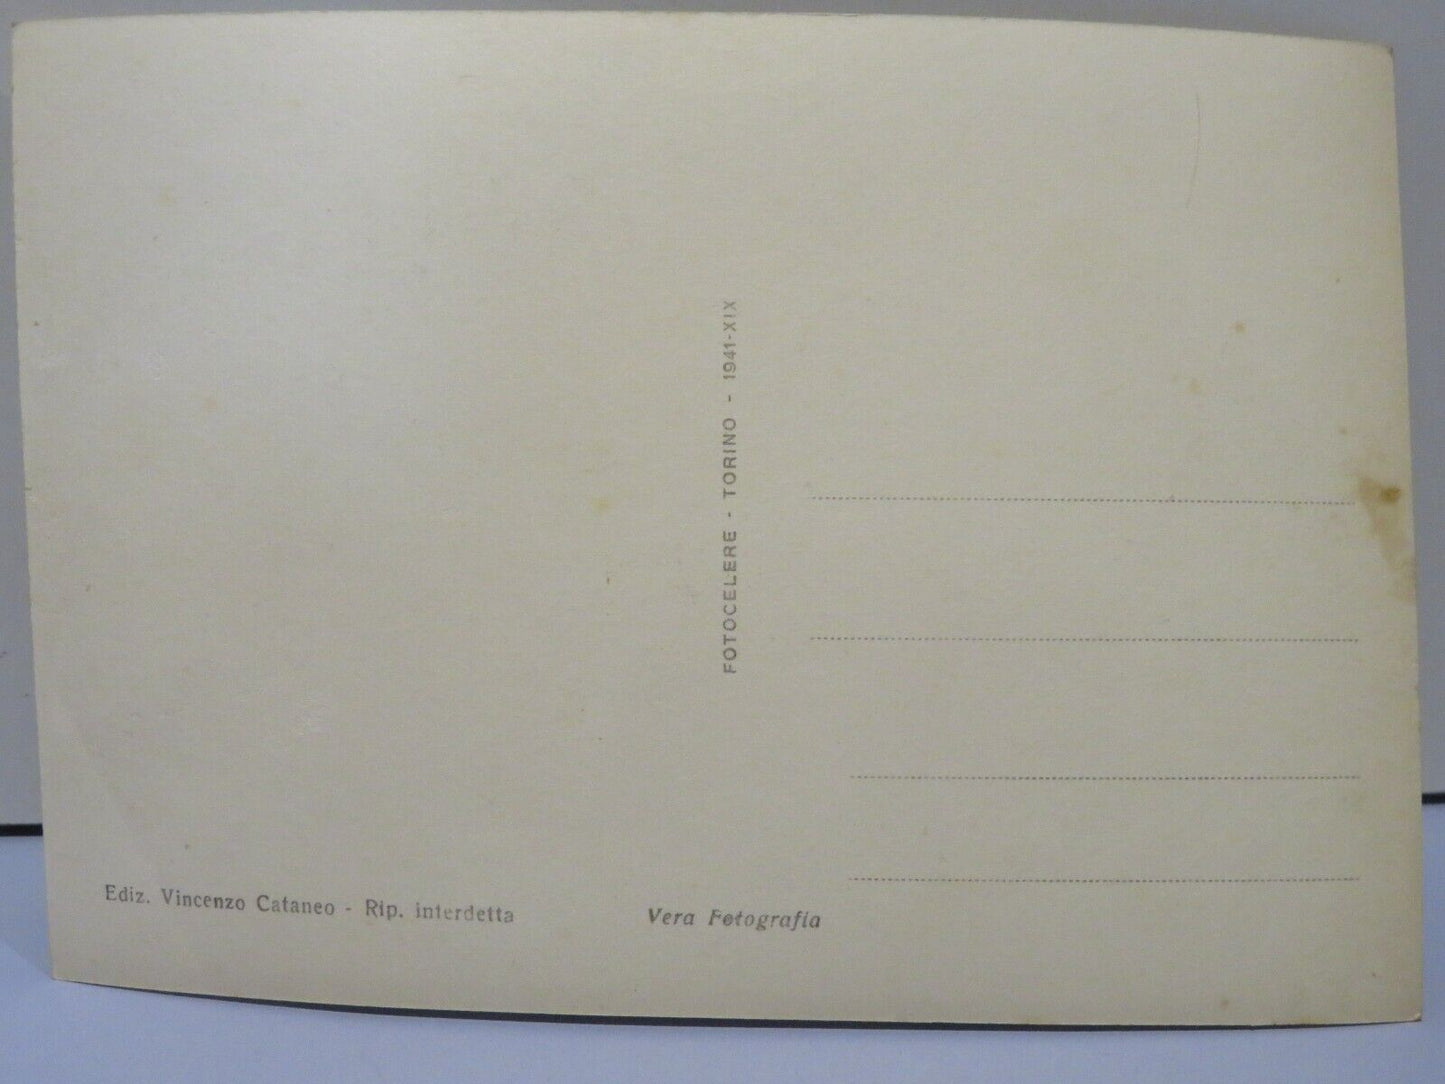 FOTOCELERE - TORINO - 1941-XIX
Ediz. Vincenzo Cataneo - Rip. interdetta
Vera Fotografia